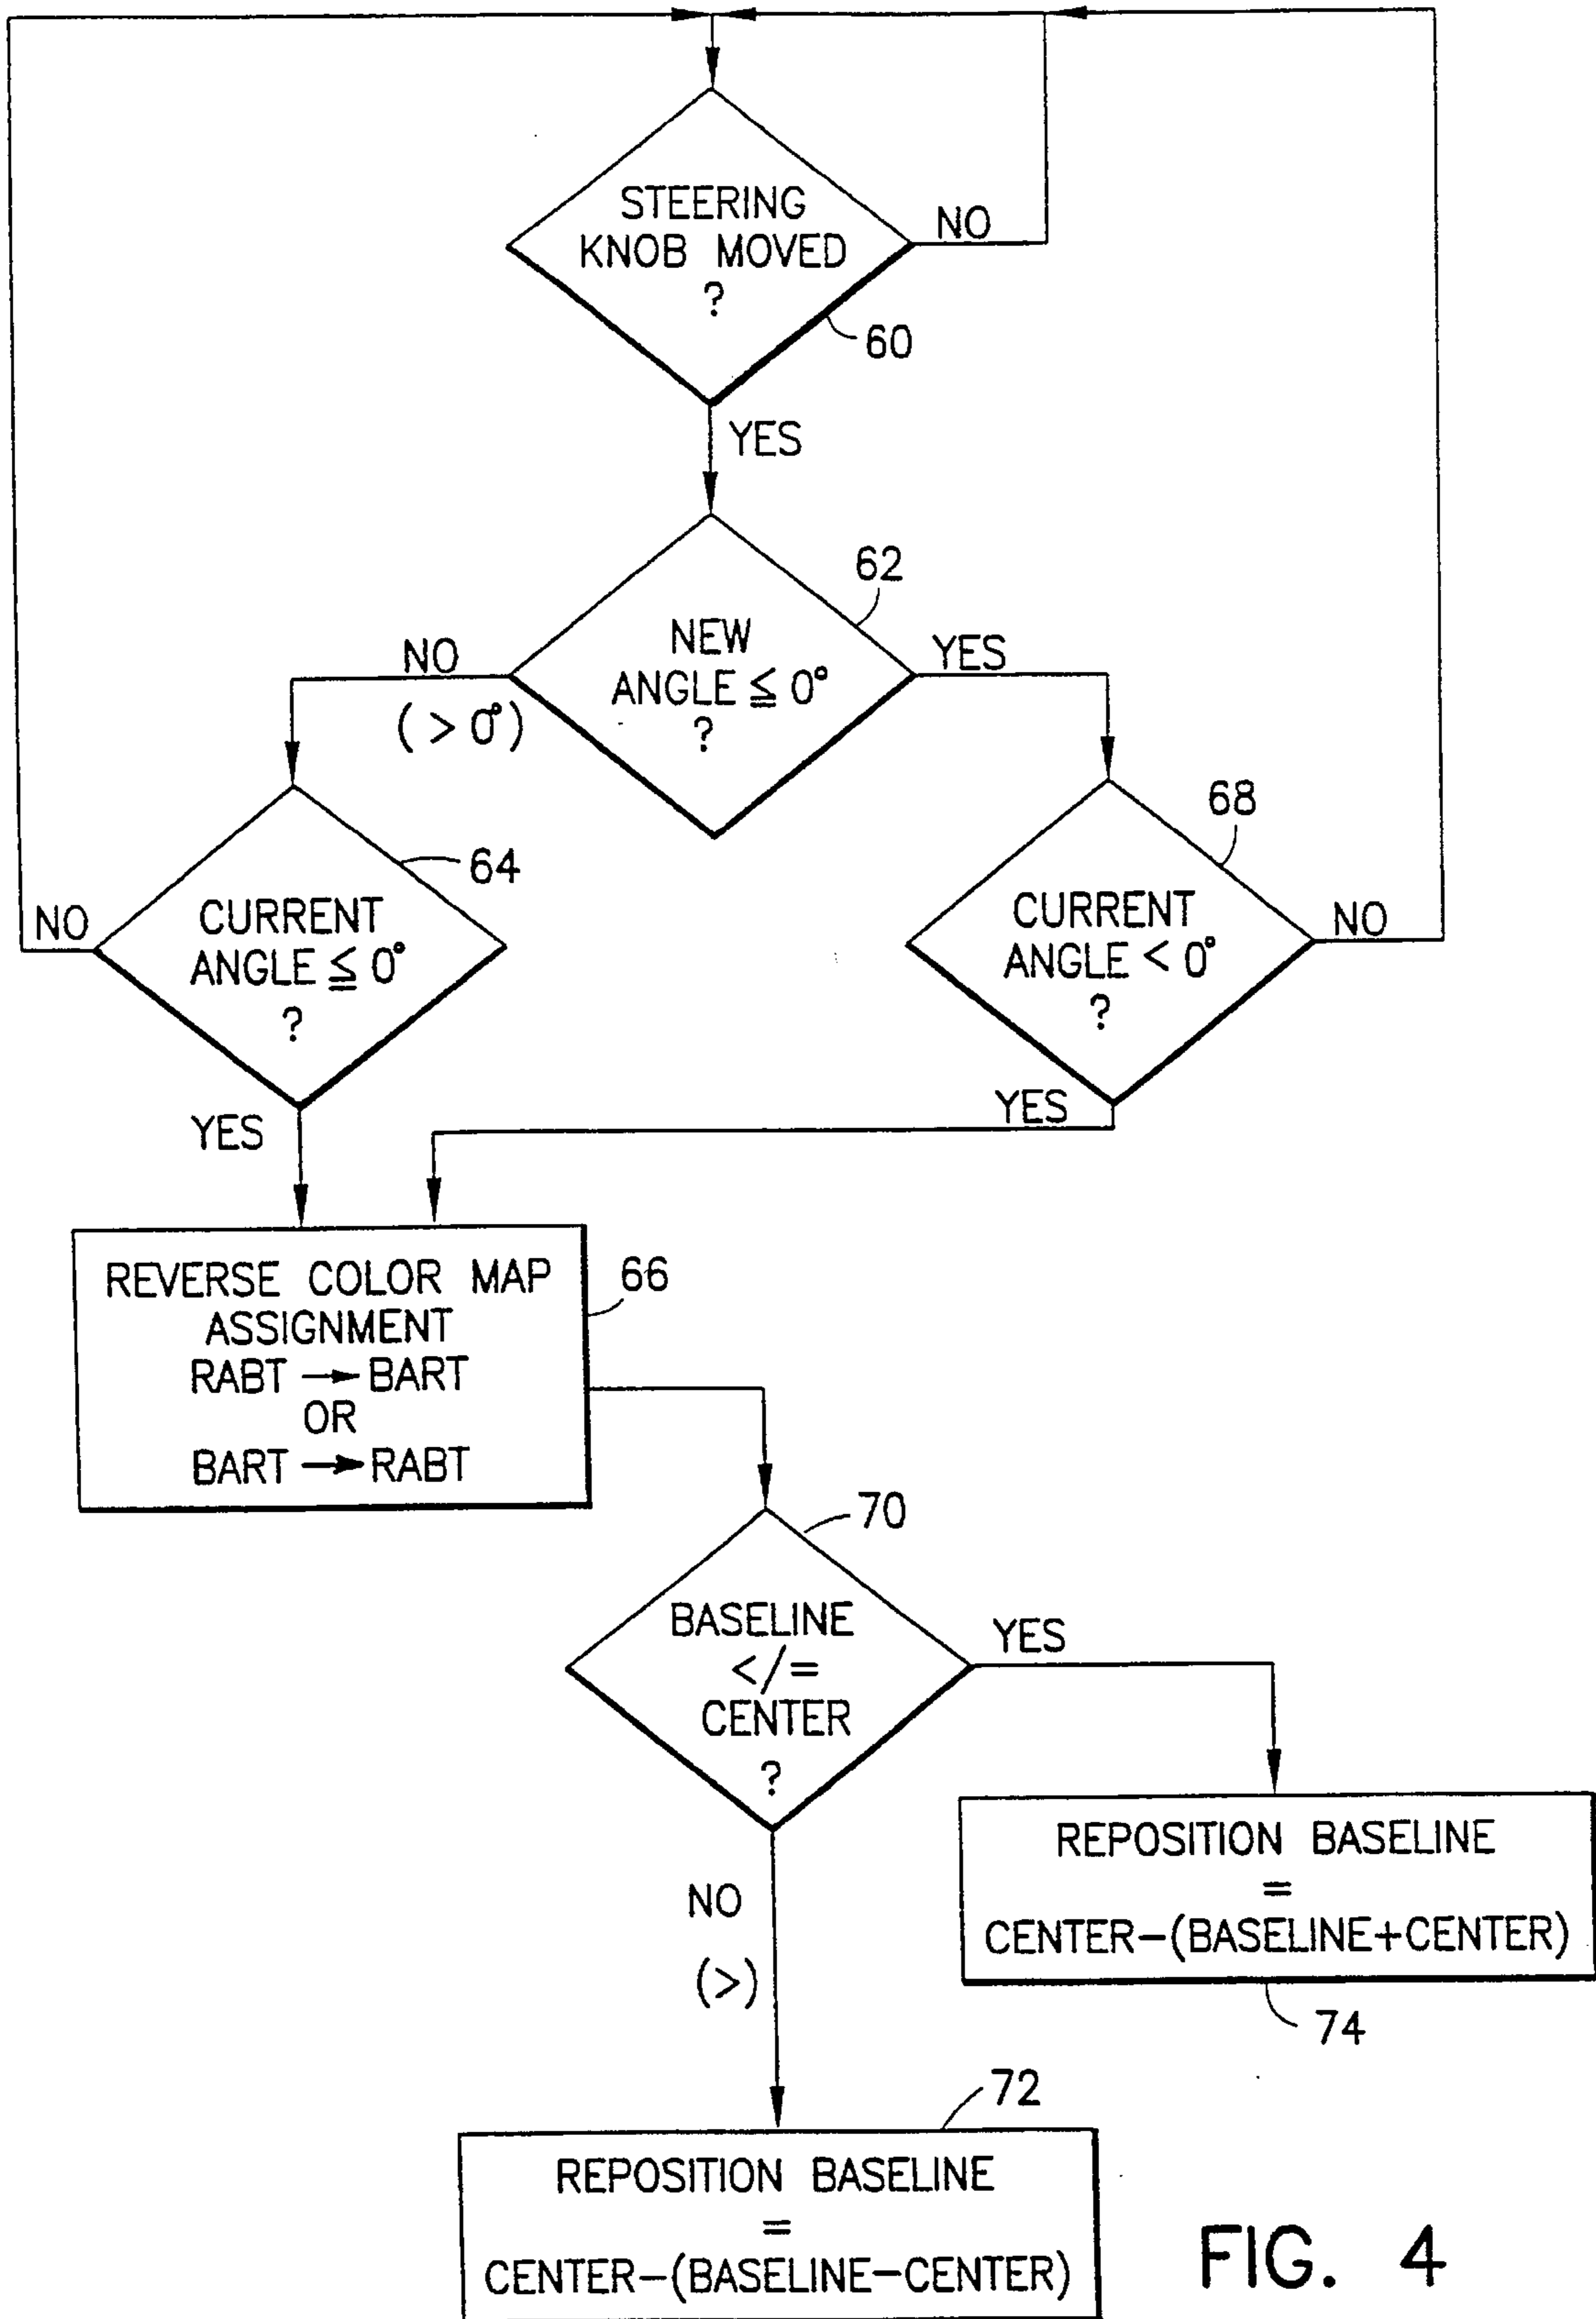 STEERING
KNOB MOVED
?
NO
60
YES
62
NEW
ANGLE ≦ 0°
?
NO
(> 0°)
YES
64
CURRENT
ANGLE ≦ 0°
?
NO
YES
68
CURRENT
ANGLE < 0°
?
NO
YES
REVERSE COLOR MAP
ASSIGNMENT
RABT → BART
OR
BART → RABT
66
70
BASELINE
</=
CENTER
?
YES
NO
(>)
REPOSITION BASELINE
=
CENTER–(BASELINE+CENTER)
74
72
REPOSITION BASELINE
=
CENTER–(BASELINE–CENTER)
FIG. 4